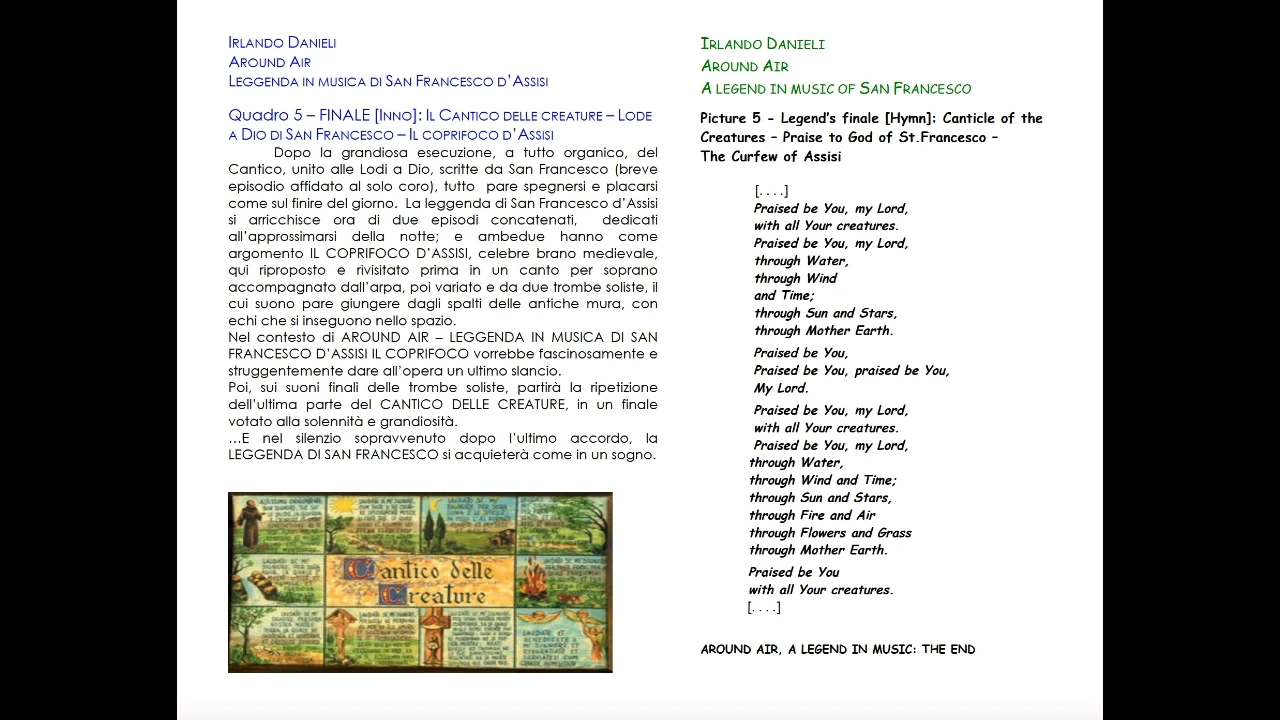 Irlando Danieli
Around Air
Leggenda in musica di San Francesco d'Assisi
Quadro 5 – FINALE [Inno]: Il Cantico delle creature – Lode
a Dio di San Francesco – Il coprifoco d'Assisi
Dopo la grandiosa esecuzione, a tutto organico, del
Cantico, unito alle Lodi a Dio, scritte da San Francesco (breve
episodio affidato al solo coro), tutto pare spegnersi e placarsi
come sul finire del giorno. La leggenda di San Francesco d'Assisi
si arricchisce ora di due episodi concatenati, dedicati
all'approssimarsi della notte; e ambedue hanno come
argomento IL COPRIFOCO D'ASSISI, celebre brano medievale,
qui riproposto e rivisitato prima in un canto per soprano
accompagnato dall'arpa, poi variato e da due trombe soliste, il
cui suono pare giungere dagli spalti delle antiche mura, con
echi che si inseguono nello spazio.
Nel contesto di AROUND AIR – LEGGENDA IN MUSICA DI SAN
FRANCESCO D'ASSISI IL COPRIFOCO vorrebbe fascinosamente e
struggentemente dare all'opera un ultimo slancio.
Poi, sui suoni finali delle trombe soliste, partirà la ripetizione
dell'ultima parte del CANTICO DELLE CREATURE, in un finale
votato alla solennità e grandiosità.
…E nel silenzio sopravvenuto dopo l'ultimo accordo, la
LEGGENDA DI SAN FRANCESCO si acquieterà come in un sogno.
Cantico delle
Creature
Irlando Danieli
Around Air
A legend in music of San Francesco
Picture 5 - Legend's finale [Hymn]: Canticle of the
Creatures – Praise to God of St.Francesco –
The Curfew of Assisi
[. . . .]
Praised be You, my Lord,
with all Your creatures.
Praised be You, my Lord,
through Water,
through Wind
and Time;
through Sun and Stars,
through Mother Earth.
Praised be You,
Praised be You, praised be You,
My Lord.
Praised be You, my Lord,
with all Your creatures.
Praised be You, my Lord,
through Water,
through Wind and Time;
through Sun and Stars,
through Fire and Air
through Flowers and Grass
through Mother Earth.
Praised be You
with all Your creatures.
[. . . .]
AROUND AIR, A LEGEND IN MUSIC: THE END